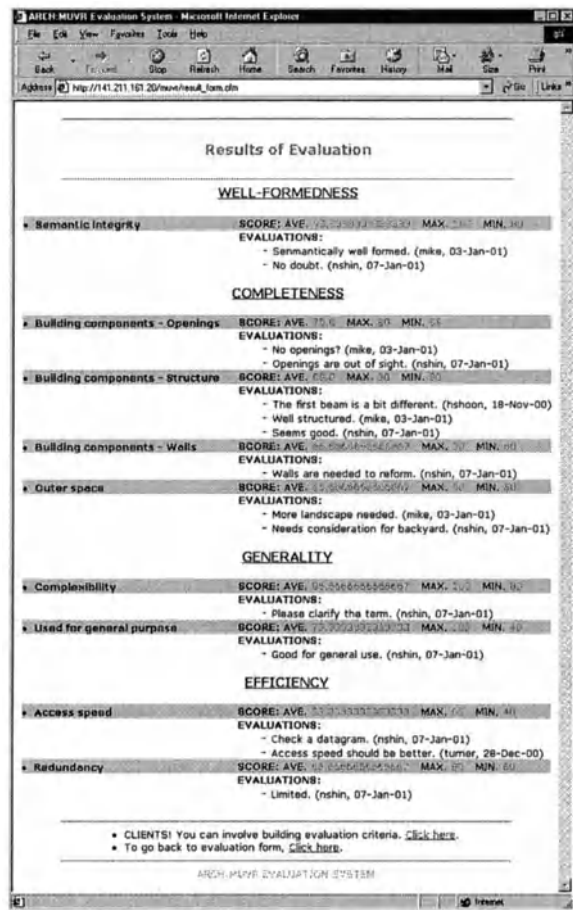 ARCH:MUVR Evaluation System - Microsoft Internet Explorer
File Edit View Favorites Tools Help
Back Forward Stop Refresh Home Search Favorites History Mail Size Print
Address http://141.211.161.20/muvr/result_form.cfm Go Links
Results of Evaluation
WELL-FORMEDNESS
• Semantic Integrity SCORE: AVE. MAX. MIN.
EVALUATIONS:
- Senmantically well formed. (mike, 03-Jan-01)
- No doubt. (nshin, 07-Jan-01)
COMPLETENESS
• Building components - Openings SCORE: AVE. MAX. MIN.
EVALUATIONS:
- No openings? (mike, 03-Jan-01)
- Openings are out of sight. (nshin, 07-Jan-01)
• Building components - Structure SCORE: AVE. MAX. MIN.
EVALUATIONS:
- The first beam is a bit different. (hshoon, 18-Nov-00)
- Well structured. (mike, 03-Jan-01)
- Seems good. (nshin, 07-Jan-01)
• Building components - Walls SCORE: AVE. MAX. MIN.
EVALUATIONS:
- Walls are needed to reform. (nshin, 07-Jan-01)
• Outer space SCORE: AVE. MAX. MIN.
EVALUATIONS:
- More landscape needed. (mike, 03-Jan-01)
- Needs consideration for backyard. (nshin, 07-Jan-01)
GENERALITY
• Complexibility SCORE: AVE. MAX. MIN.
EVALUATIONS:
- Please clarify the term. (nshin, 07-Jan-01)
• Used for general purpose SCORE: AVE. MAX. MIN.
EVALUATIONS:
- Good for general use. (nshin, 07-Jan-01)
EFFICIENCY
• Access speed SCORE: AVE. MAX. MIN.
EVALUATIONS:
- Check a datagram. (nshin, 07-Jan-01)
- Access speed should be better. (turner, 28-Dec-00)
• Redundancy SCORE: AVE. MAX. MIN.
EVALUATIONS:
- Limited. (nshin, 07-Jan-01)
• CLIENTS! You can involve building evaluation criteria. Click here.
• To go back to evaluation form, Click here.
ARCH:MUVR EVALUATION SYSTEM
Internet